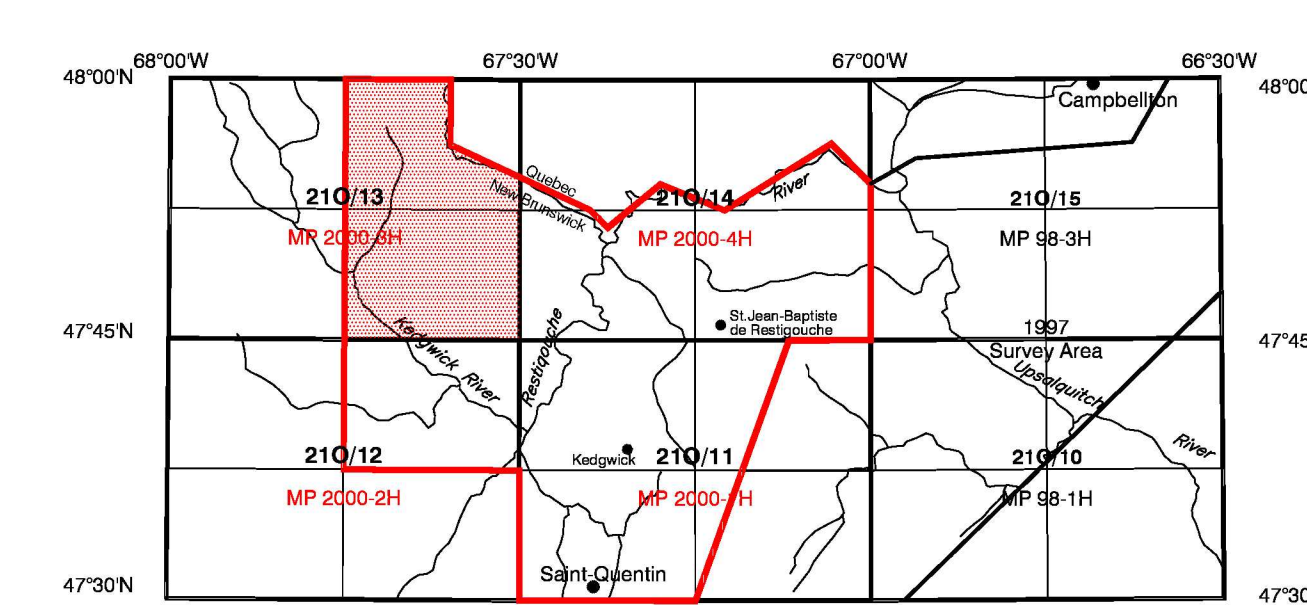 68°00'W 67°30'W 67°00'W 66°30'W
48°00'N
48°00
Campbellton
Quebec
New Brunswick
River
21O/13
21O/14
21O/15
MP 2000-3H
MP 2000-4H
MP 98-3H
St.Jean-Baptiste
de Restigouche
47°45'N
47°45
1997
Survey Area
Kedgwick River
Restigouche
Upsalquitch
River
Kedgwick
21O/12
21O/11
21O/10
MP 2000-2H
MP 2000-1H
MP 98-1H
Saint-Quentin
47°30'N
47°30